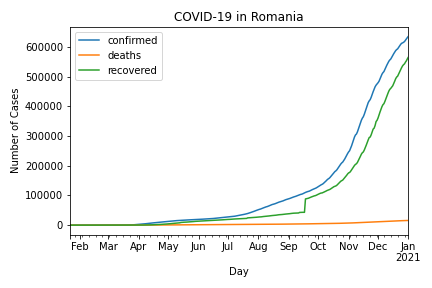 COVID-19 in Romania
confirmed
deaths
recovered
Number of Cases
600000
500000
400000
300000
200000
100000
0
Feb Mar Apr May Jun Jul Aug Sep Oct Nov Dec Jan
2021
Day